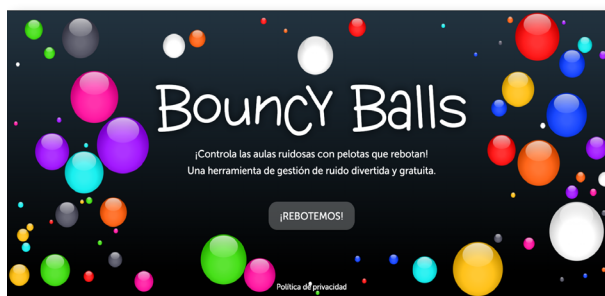 Bouncy Balls
¡Controla las aulas ruidosas con pelotas que rebotan!
Una herramienta de gestión de ruido divertida y gratuita.
¡REBOTEMOS!
Política de privacidad